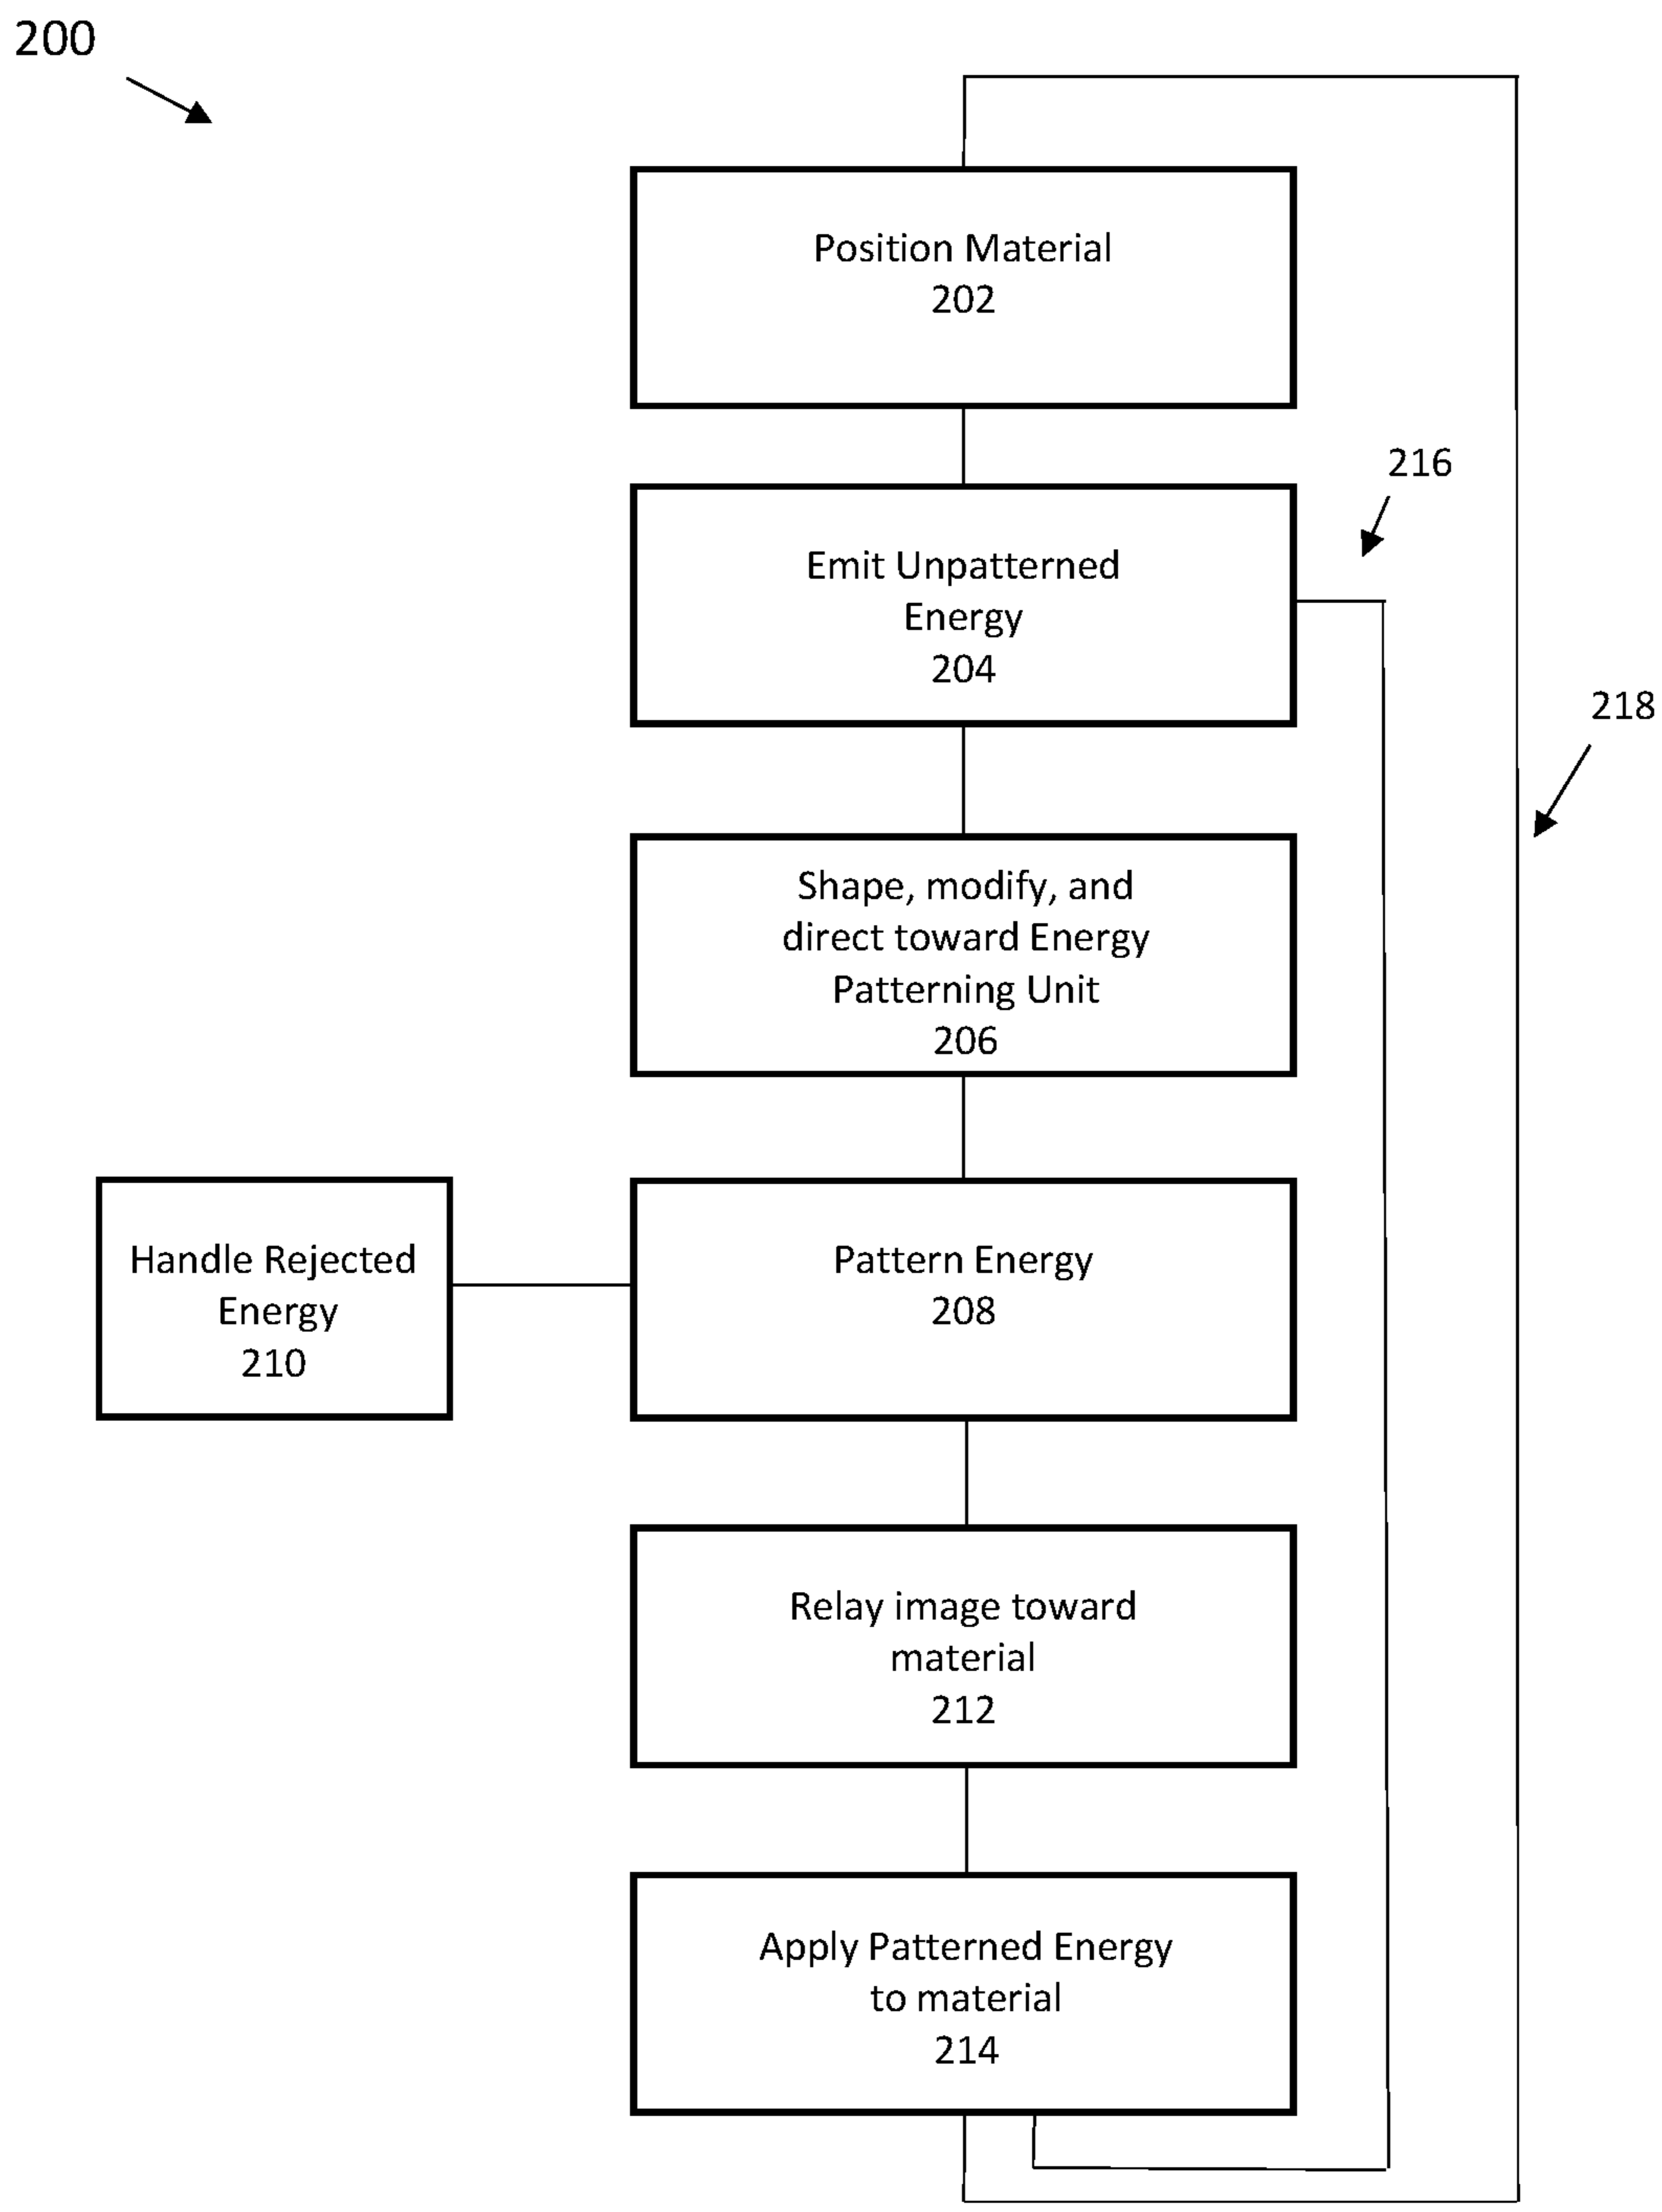 200
Position Material
202
216
Emit Unpatterned
Energy
204
218
Shape, modify, and
direct toward Energy
Patterning Unit
206
Handle Rejected
Energy
210
Pattern Energy
208
Relay image toward
material
212
Apply Patterned Energy
to material
214